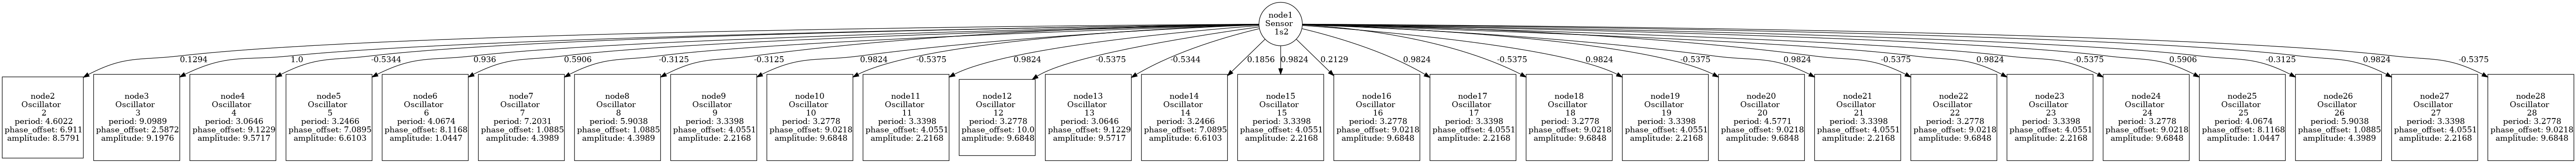 node1
Sensor
1s2
0.1294
1.0
-0.5344
0.936
0.5906
-0.3125
-0.3125
0.9824
-0.5375
0.9824
-0.5375
-0.5344
0.1856
0.9824
0.2129
0.9824
-0.5375
0.9824
-0.5375
0.9824
-0.5375
0.9824
-0.5375
0.5906
-0.3125
0.9824
-0.5375
node2
Oscillator
2
period: 4.6022
phase_offset: 6.911
amplitude: 8.5791
node3
Oscillator
3
period: 9.0989
phase_offset: 2.5872
amplitude: 9.1976
node4
Oscillator
4
period: 3.0646
phase_offset: 9.1229
amplitude: 9.5717
node5
Oscillator
5
period: 3.2466
phase_offset: 7.0895
amplitude: 6.6103
node6
Oscillator
6
period: 4.0674
phase_offset: 8.1168
amplitude: 1.0447
node7
Oscillator
7
period: 7.2031
phase_offset: 1.0885
amplitude: 4.3989
node8
Oscillator
8
period: 5.9038
phase_offset: 1.0885
amplitude: 4.3989
node9
Oscillator
9
period: 3.3398
phase_offset: 4.0551
amplitude: 2.2168
node10
Oscillator
10
period: 3.2778
phase_offset: 9.0218
amplitude: 9.6848
node11
Oscillator
11
period: 3.3398
phase_offset: 4.0551
amplitude: 2.2168
node12
Oscillator
12
period: 3.2778
phase_offset: 10.0
amplitude: 9.6848
node13
Oscillator
13
period: 3.0646
phase_offset: 9.1229
amplitude: 9.5717
node14
Oscillator
14
period: 3.2466
phase_offset: 7.0895
amplitude: 6.6103
node15
Oscillator
15
period: 3.3398
phase_offset: 4.0551
amplitude: 2.2168
node16
Oscillator
16
period: 3.2778
phase_offset: 9.0218
amplitude: 9.6848
node17
Oscillator
17
period: 3.3398
phase_offset: 4.0551
amplitude: 2.2168
node18
Oscillator
18
period: 3.2778
phase_offset: 9.0218
amplitude: 9.6848
node19
Oscillator
19
period: 3.3398
phase_offset: 4.0551
amplitude: 2.2168
node20
Oscillator
20
period: 4.5771
phase_offset: 9.0218
amplitude: 9.6848
node21
Oscillator
21
period: 3.3398
phase_offset: 4.0551
amplitude: 2.2168
node22
Oscillator
22
period: 3.2778
phase_offset: 9.0218
amplitude: 9.6848
node23
Oscillator
23
period: 3.3398
phase_offset: 4.0551
amplitude: 2.2168
node24
Oscillator
24
period: 3.2778
phase_offset: 9.0218
amplitude: 9.6848
node25
Oscillator
25
period: 4.0674
phase_offset: 8.1168
amplitude: 1.0447
node26
Oscillator
26
period: 5.9038
phase_offset: 1.0885
amplitude: 4.3989
node27
Oscillator
27
period: 3.3398
phase_offset: 4.0551
amplitude: 2.2168
node28
Oscillator
28
period: 3.2778
phase_offset: 9.0218
amplitude: 9.6848